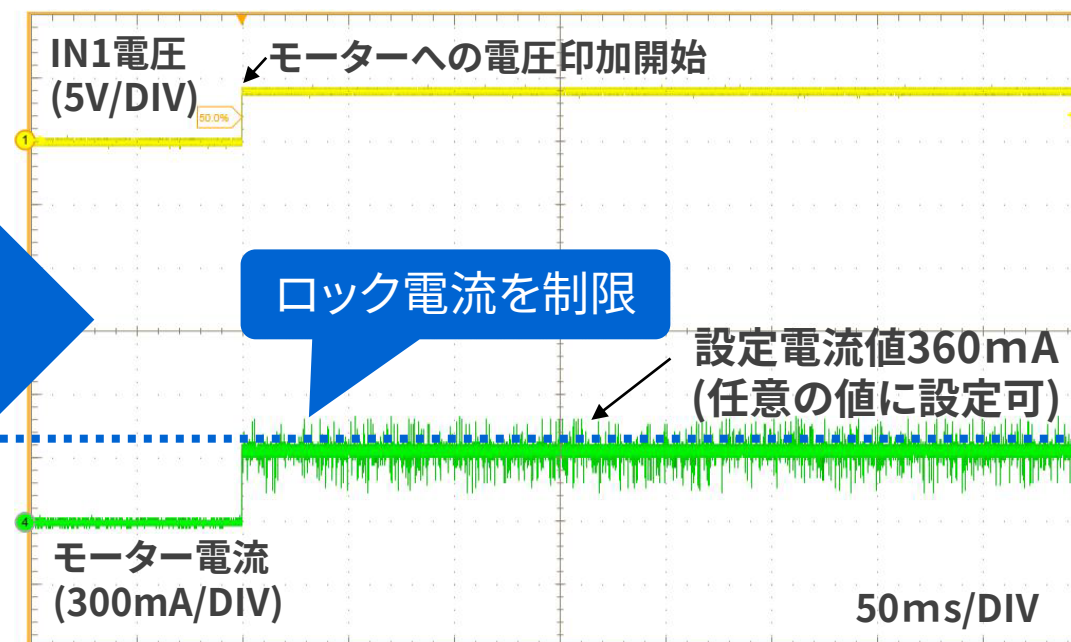 IN1電圧
(5V/DIV)
モーターへの電圧印加開始
50.0%
1
ロック電流を制限
設定電流値360mA
(任意の値に設定可)
4
モーター電流
(300mA/DIV)
50ms/DIV